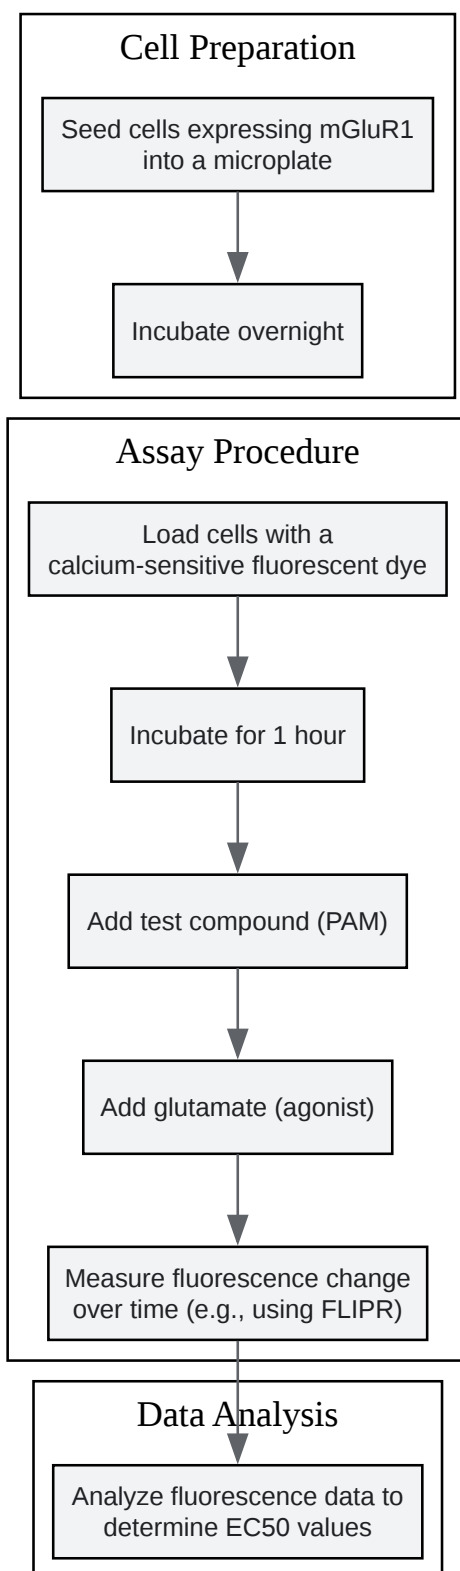 Cell Preparation
Seed cells expressing mGluR1
into a microplate
Incubate overnight
Assay Procedure
Load cells with a
calcium-sensitive fluorescent dye
Incubate for 1 hour
Add test compound (PAM)
Add glutamate (agonist)
Measure fluorescence change
over time (e.g., using FLIPR)
Data Analysis
Analyze fluorescence data to
determine EC50 values